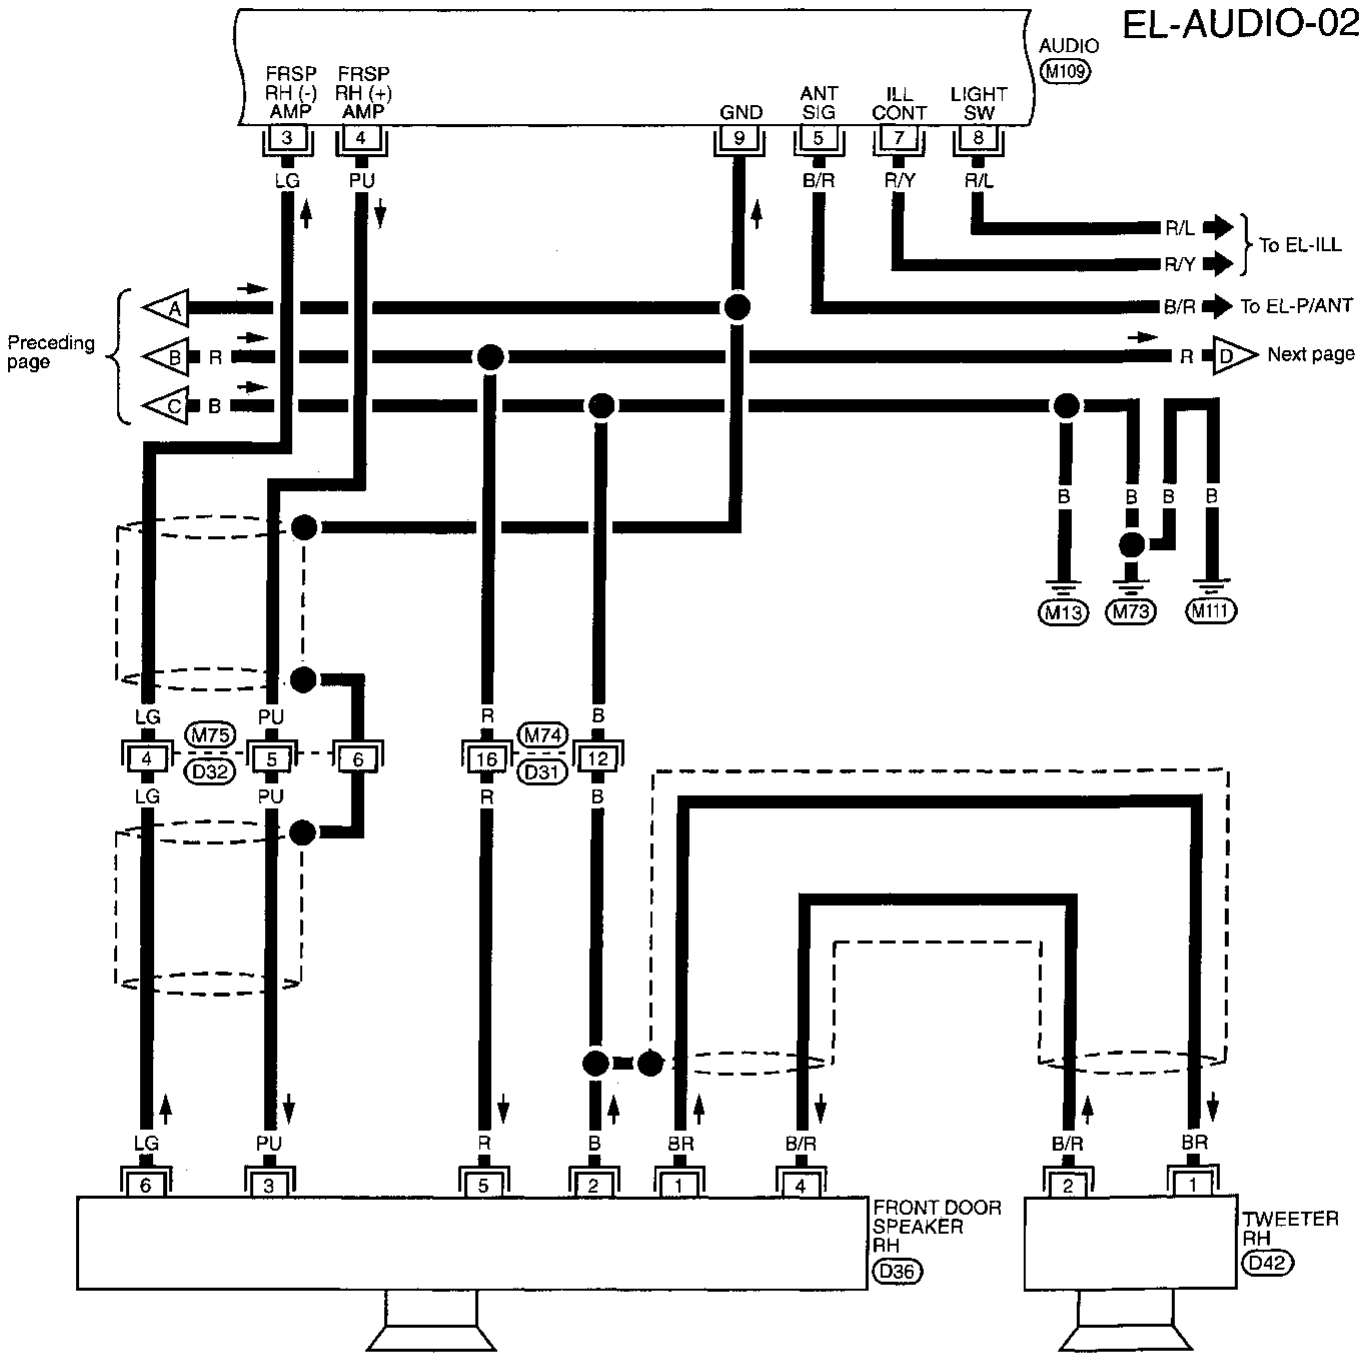 EL-AUDIO-02
AUDIO
M109
FRSP
RH (-)
AMP
FRSP
RH (+)
AMP
GND
ANT
SIG
ILL
CONT
LIGHT
SW
3
4
9
5
7
8
LG
PU
B/R
R/Y
R/L
R/L
R/Y
To EL-ILL
B/R
To EL-P/ANT
Preceding
page
A
B
R
C
B
R
D
Next page
B
B
B
B
M13
M73
M111
LG
PU
R
B
M75
M74
4
5
6
16
12
D32
D31
LG
PU
R
B
LG
PU
R
B
BR
B/R
B/R
BR
6
3
5
2
1
4
2
1
FRONT DOOR
SPEAKER
RH
D36
TWEETER
RH
D42